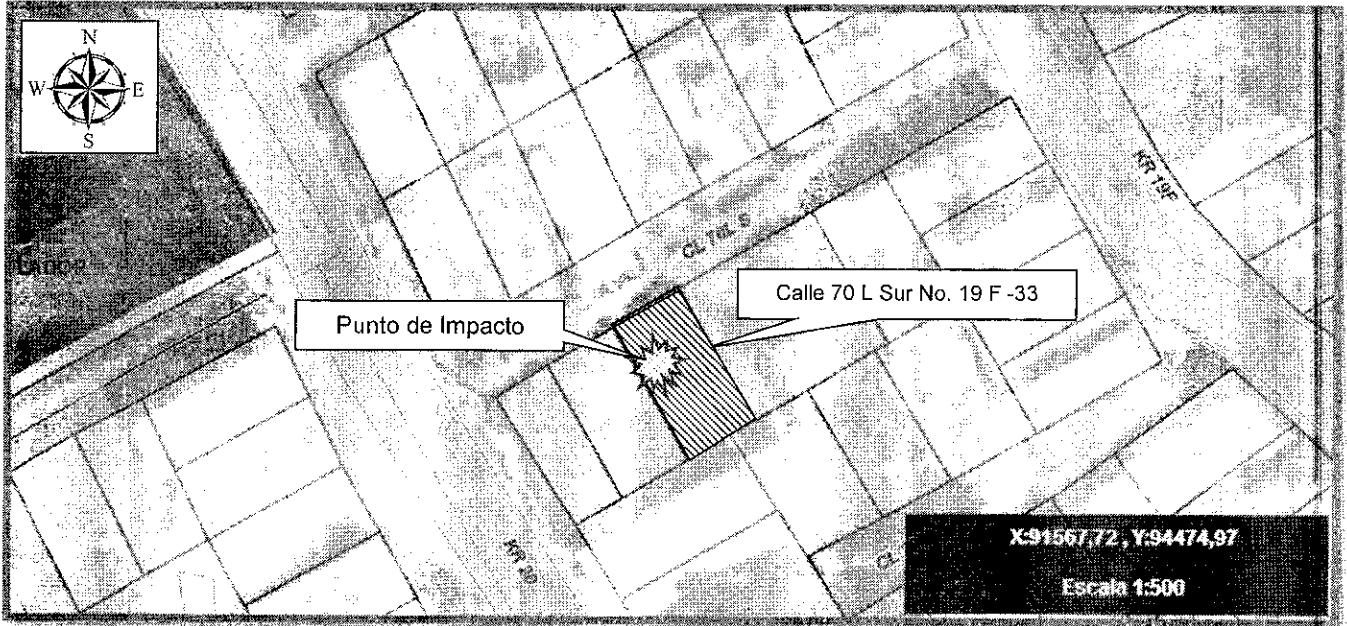 N
W E
S
KR 19F
CL 70L S
Calle 70 L Sur No. 19 F -33
Punto de Impacto
KR 20
CL
X:91567,72 , Y:94474,97
Escala 1:500